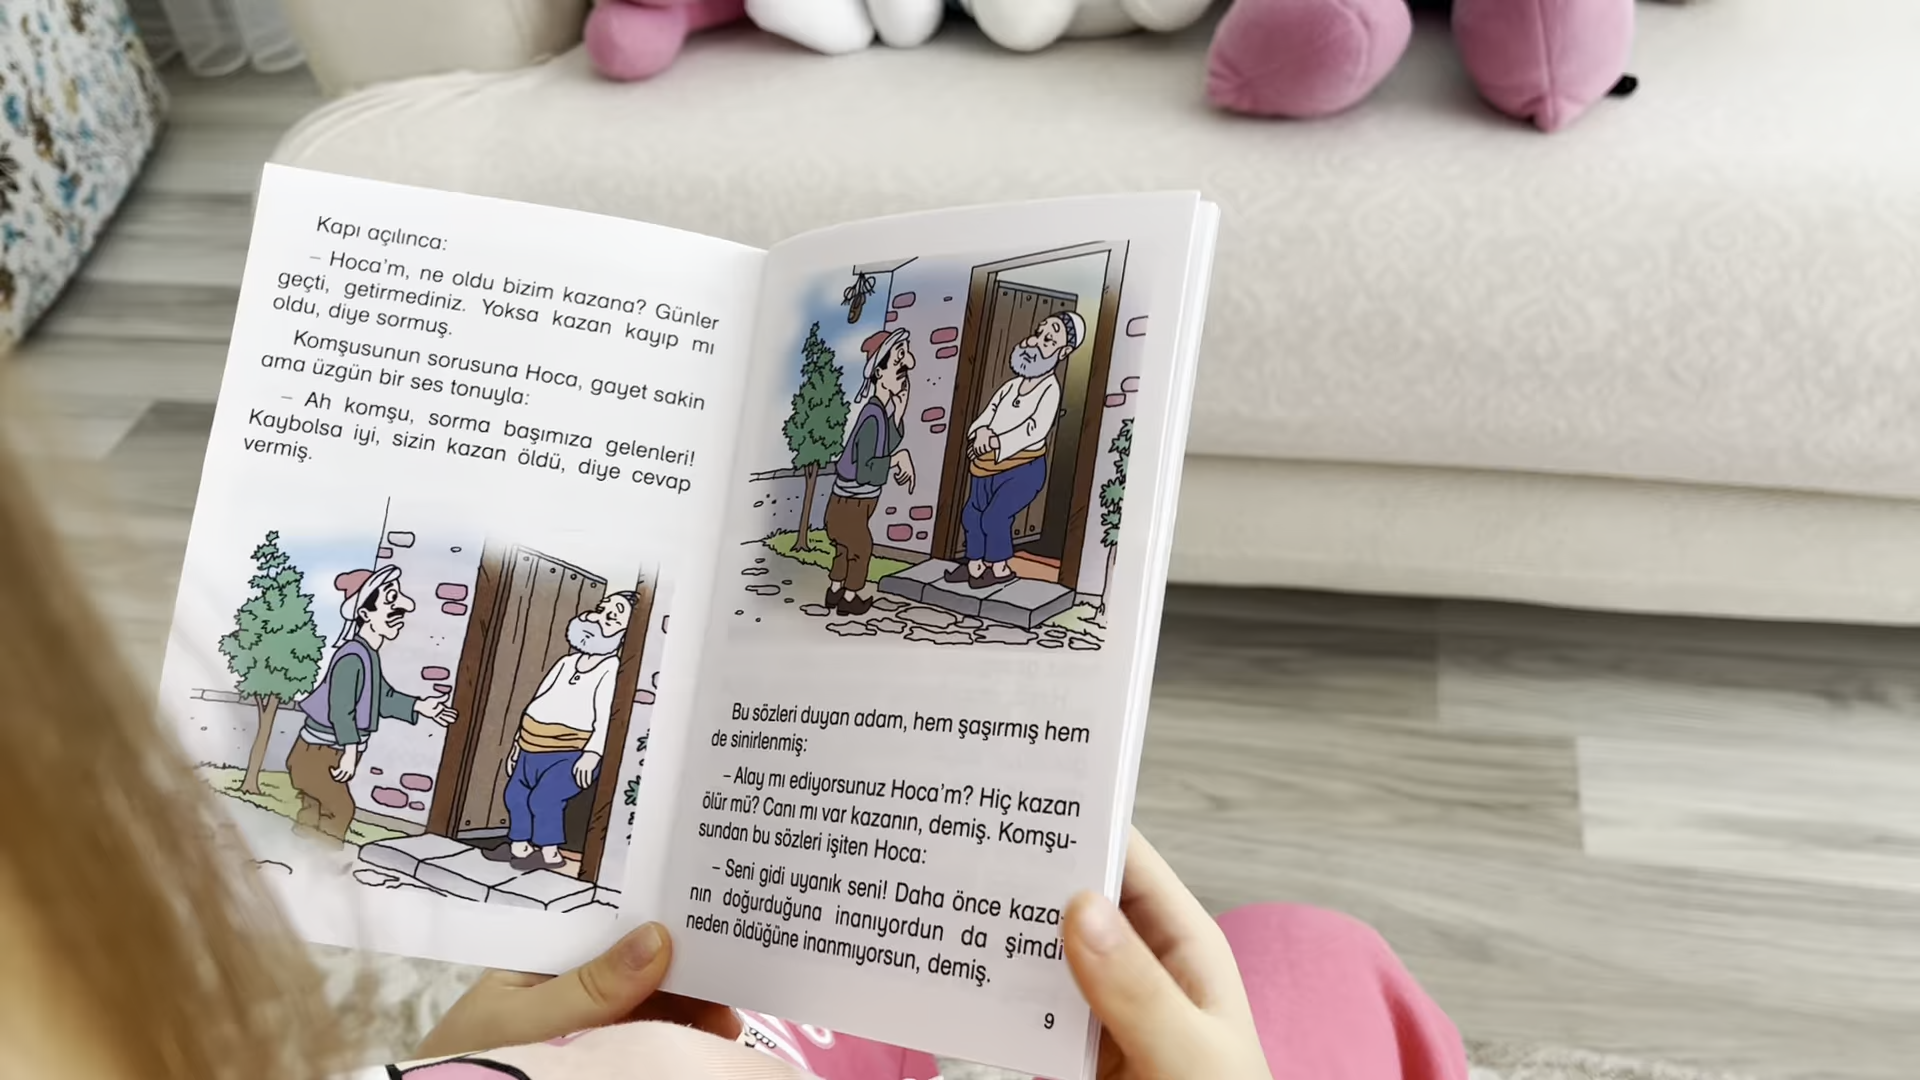 Kapı açılınca:
– Hoca'm, ne oldu bizim kazana? Günler
geçti, getirmediniz. Yoksa kazan kayıp mı
oldu, diye sormuş.
Komşusunun sorusuna Hoca, gayet sakin
ama üzgün bir ses tonuyla:
– Ah komşu, sorma başımıza gelenleri!
Kaybolsa iyi, sizin kazan öldü, diye cevap
vermiş.
Bu sözleri duyan adam, hem şaşırmış hem
de sinirlenmiş:
– Alay mı ediyorsunuz Hoca'm? Hiç kazan
ölür mü? Canı mı var kazanın, demiş. Komşu-
sundan bu sözleri işiten Hoca:
– Seni gidi uyanık seni! Daha önce kaza-
nın doğurduğuna inanıyordun da şimdi
neden öldüğüne inanmıyorsun, demiş.
9